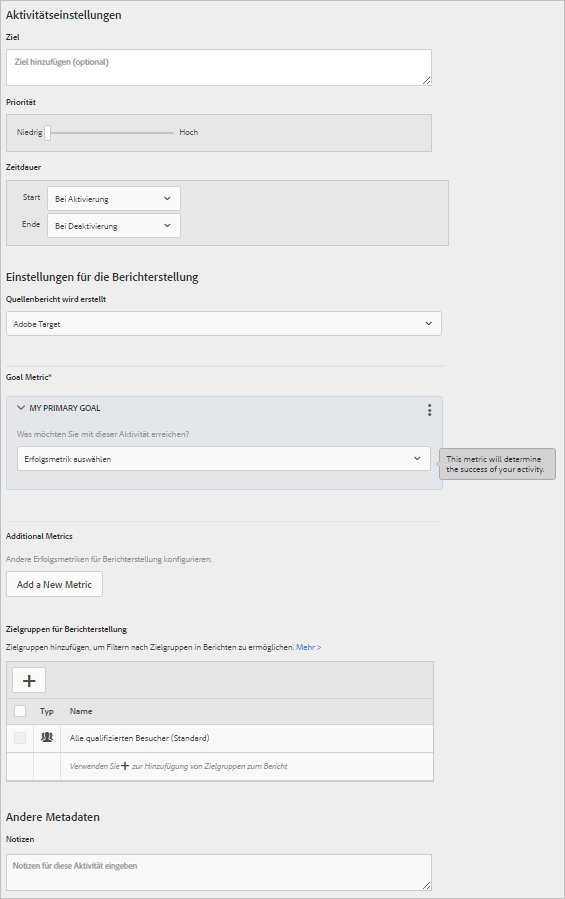 Aktivitätseinstellungen
Ziel
Ziel hinzufügen (optional)
Priorität
Niedrig Hoch
Zeitdauer
Start Bei Aktivierung
Ende Bei Deaktivierung
Einstellungen für die Berichterstellung
Quellenbericht wird erstellt
Adobe Target
Goal Metric*
MY PRIMARY GOAL
Was möchten Sie mit dieser Aktivität erreichen?
Erfolgsmetrik auswählen
This metric will determine
the success of your activity.
Additional Metrics
Andere Erfolgsmetriken für Berichterstellung konfigurieren.
Add a New Metric
Zielgruppen für Berichterstellung
Zielgruppen hinzufügen, um Filtern nach Zielgruppen in Berichten zu ermöglichen. Mehr >
+
Typ Name
Alle qualifizierten Besucher (Standard)
Verwenden Sie + zur Hinzufügung von Zielgruppen zum Bericht
Andere Metadaten
Notizen
Notizen für diese Aktivität eingeben